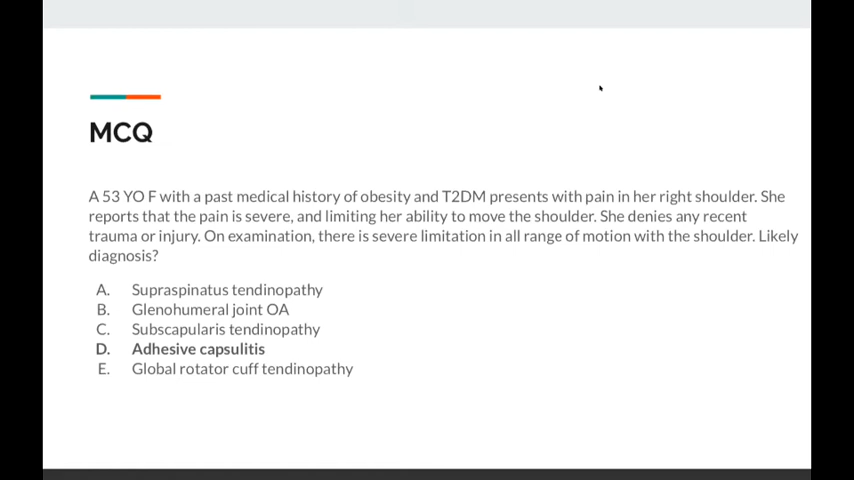 MCQ
A 53 YO F with a past medical history of obesity and T2DM presents with pain in her right shoulder. She
reports that the pain is severe, and limiting her ability to move the shoulder. She denies any recent
trauma or injury. On examination, there is severe limitation in all range of motion with the shoulder. Likely
diagnosis?
A. Supraspinatus tendinopathy
B. Glenohumeral joint OA
C. Subscapularis tendinopathy
D. Adhesive capsulitis
E. Global rotator cuff tendinopathy